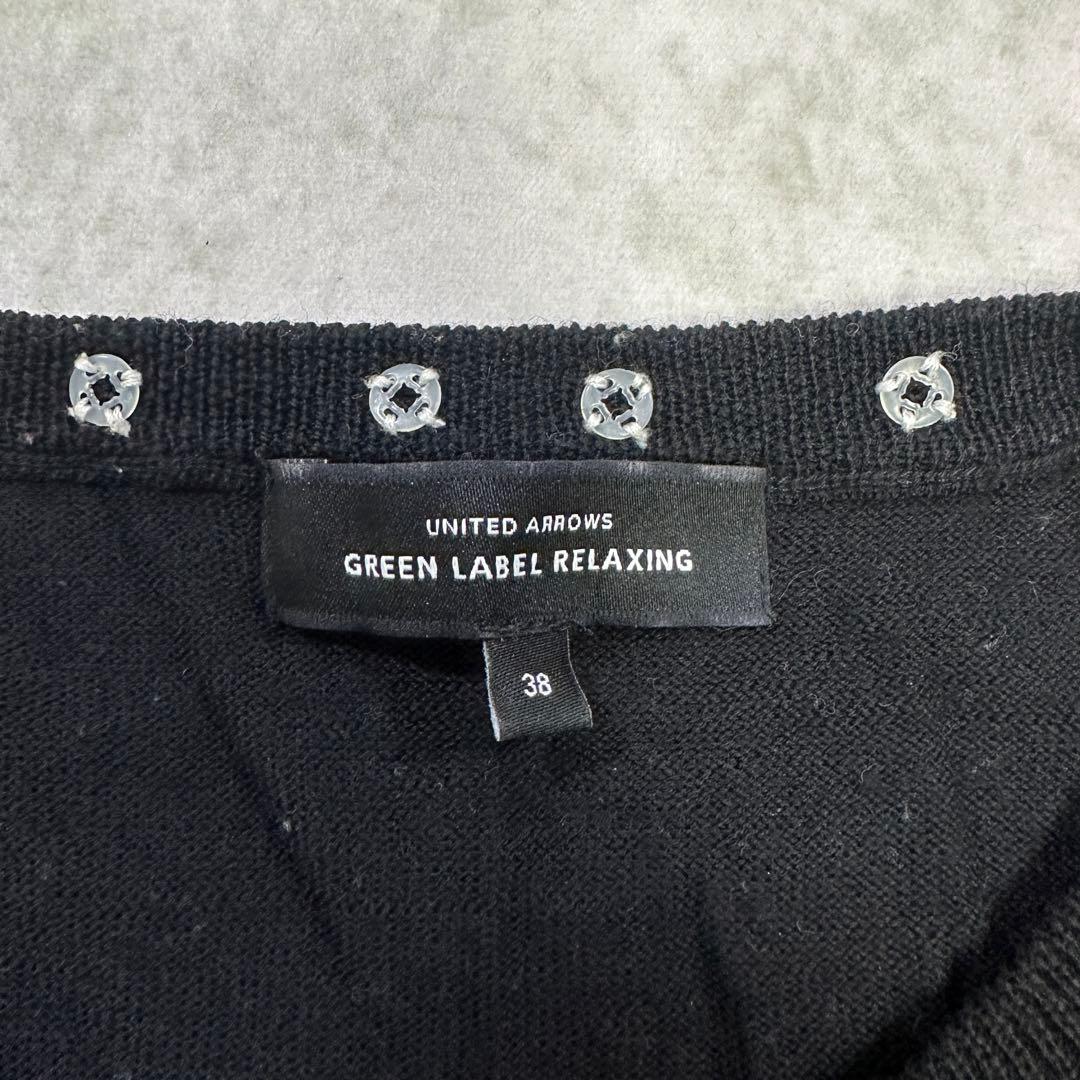 UNITED ARROWS
GREEN LABEL RELAXING
38